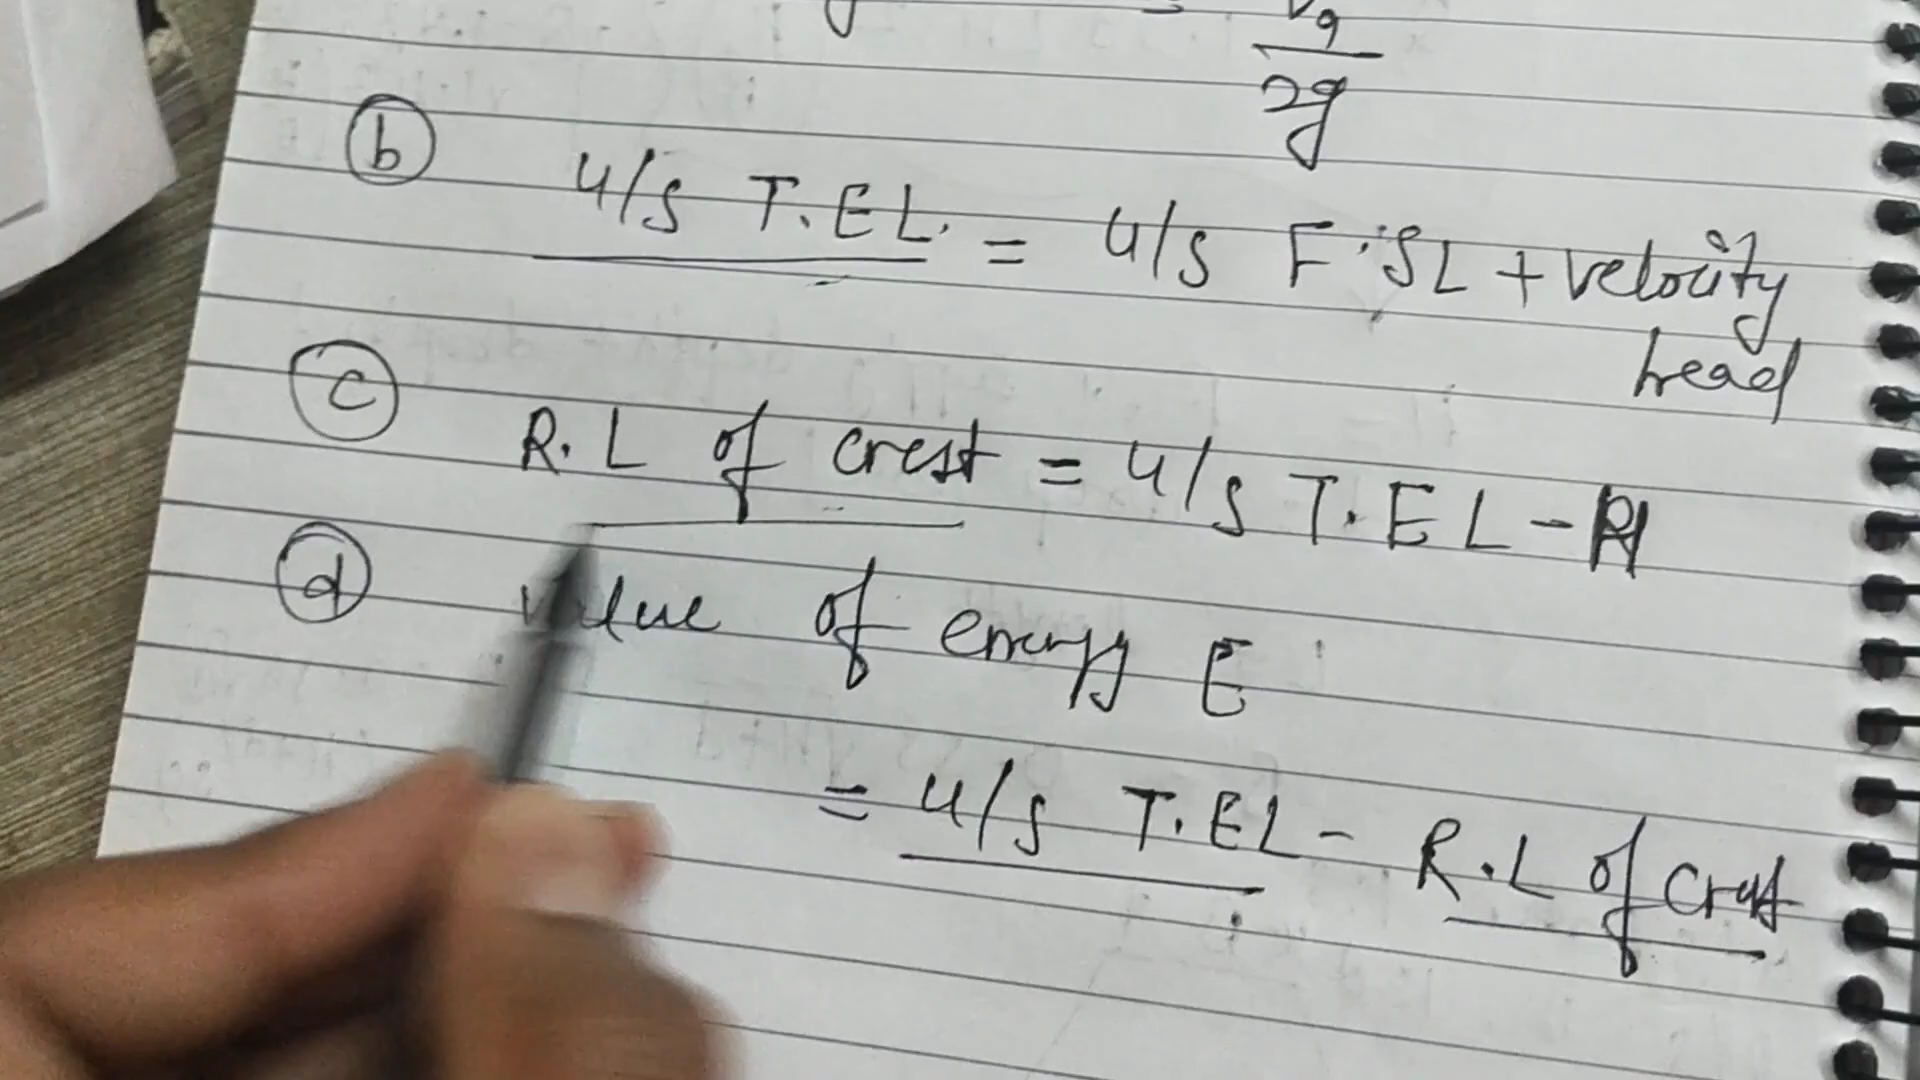 =
2g
(b) U/S T.E.L. = U/S F.S L + velocity
head
(c) R.L of crest = U/S T.E L - H
(d) value of energy E
= U/S T.E L - R.L of Crest